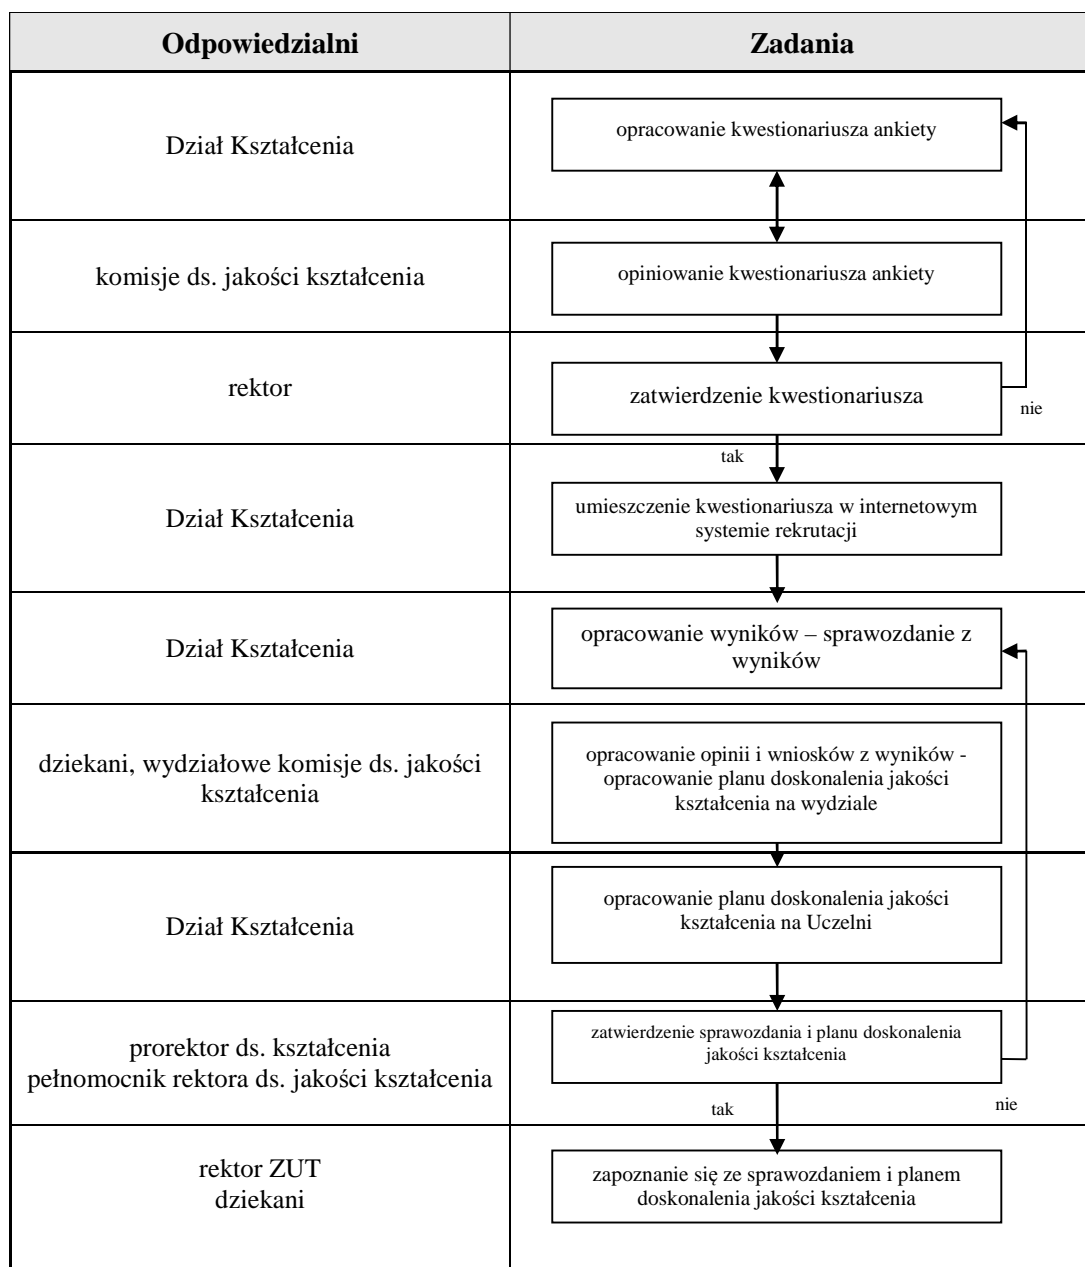 Odpowiedzialni
Zadania
Dział Kształcenia
opracowanie kwestionariusza ankiety
komisje ds. jakości kształcenia
opiniowanie kwestionariusza ankiety
rektor
zatwierdzenie kwestionariusza
nie
tak
Dział Kształcenia
umieszczenie kwestionariusza w internetowym
systemie rekrutacji
Dział Kształcenia
opracowanie wyników – sprawozdanie z
wyników
dziekani, wydziałowe komisje ds. jakości
kształcenia
opracowanie opinii i wniosków z wyników -
opracowanie planu doskonalenia jakości
kształcenia na wydziale
Dział Kształcenia
opracowanie planu doskonalenia jakości
kształcenia na Uczelni
prorektor ds. kształcenia
pełnomocnik rektora ds. jakości kształcenia
zatwierdzenie sprawozdania i planu doskonalenia
jakości kształcenia
tak
nie
rektor ZUT
dziekani
zapoznanie się ze sprawozdaniem i planem
doskonalenia jakości kształcenia